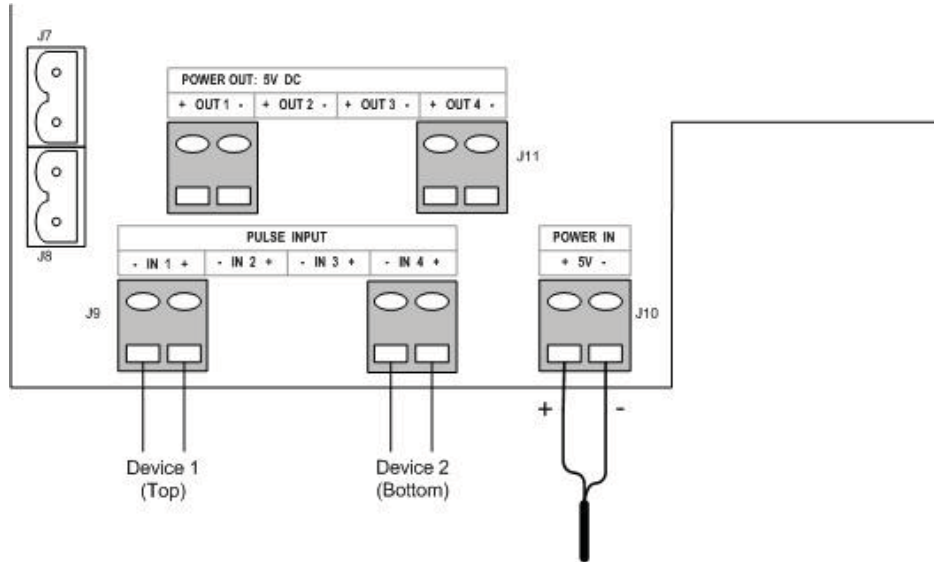 J7
POWER OUT: 5V DC
+ OUT 1 - + OUT 2 - + OUT 3 - + OUT 4 -
J11
J8
PULSE INPUT
- IN 1 + - IN 2 + - IN 3 + - IN 4 +
POWER IN
+ 5V -
J9
J10
+ -
Device 1
(Top)
Device 2
(Bottom)